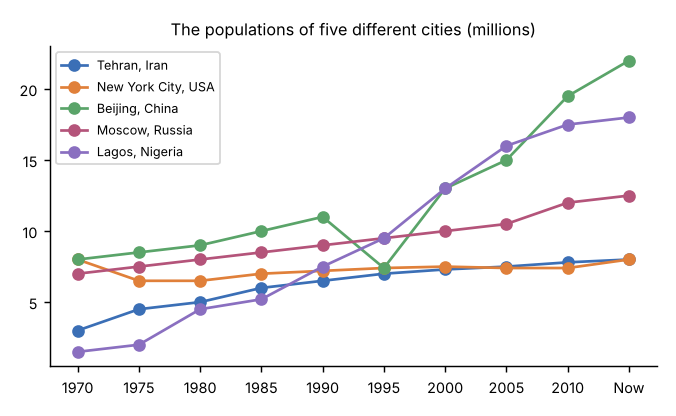 The populations of five different cities (millions)
Tehran, Iran
New York City, USA
Beijing, China
Moscow, Russia
Lagos, Nigeria
20
15
10
5
1970 1975 1980 1985 1990 1995 2000 2005 2010 Now